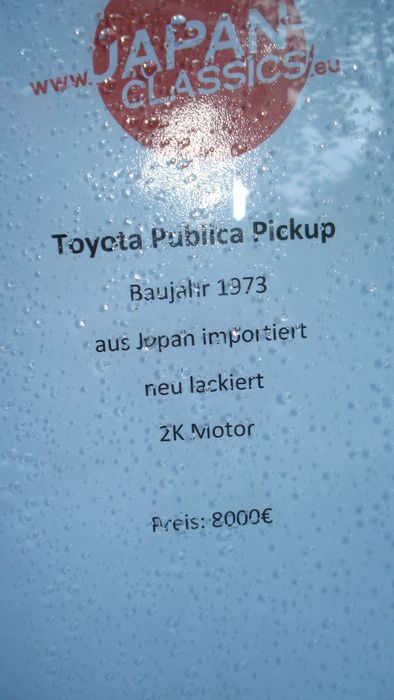 www.JAPAN
CLASSICS.eu
Toyota Publica Pickup
Baujahr 1973
aus Japan importiert
neu lackiert
2K Motor
Preis: 8000€